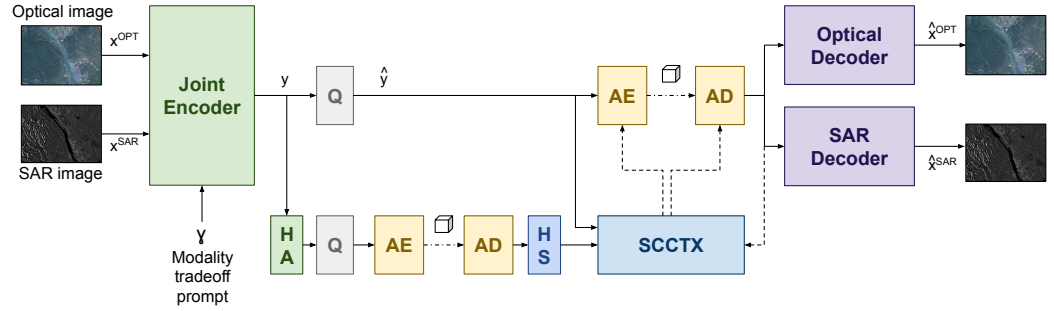 Optical image
x^OPT
x^SAR
SAR image
Joint
Encoder
ɣ
Modality
tradeoff
prompt
y
Q
ŷ
AE
AD
Optical
Decoder
x̂^OPT
SAR
Decoder
x̂^SAR
H
A
Q
AE
AD
H
S
SCCTX